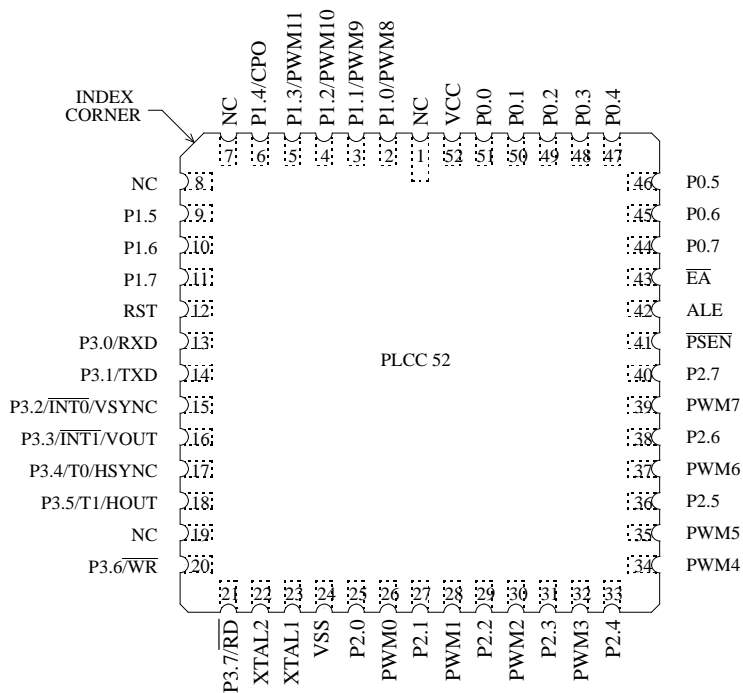 INDEX
CORNER
NC
P1.4/CPO
P1.3/PWM11
P1.2/PWM10
P1.1/PWM9
P1.0/PWM8
NC
VCC
P0.0
P0.1
P0.2
P0.3
P0.4
7 6 5 4 3 2 1 52 51 50 49 48 47
NC 8
P1.5 9
P1.6 10
P1.7 11
RST 12
P3.0/RXD 13
P3.1/TXD 14
P3.2/INT0/VSYNC 15
P3.3/INT1/VOUT 16
P3.4/T0/HSYNC 17
P3.5/T1/HOUT 18
NC 19
P3.6/WR 20
PLCC 52
46 P0.5
45 P0.6
44 P0.7
43 EA
42 ALE
41 PSEN
40 P2.7
39 PWM7
38 P2.6
37 PWM6
36 P2.5
35 PWM5
34 PWM4
21 22 23 24 25 26 27 28 29 30 31 32 33
P3.7/RD
XTAL2
XTAL1
VSS
P2.0
PWM0
P2.1
PWM1
P2.2
PWM2
P2.3
PWM3
P2.4